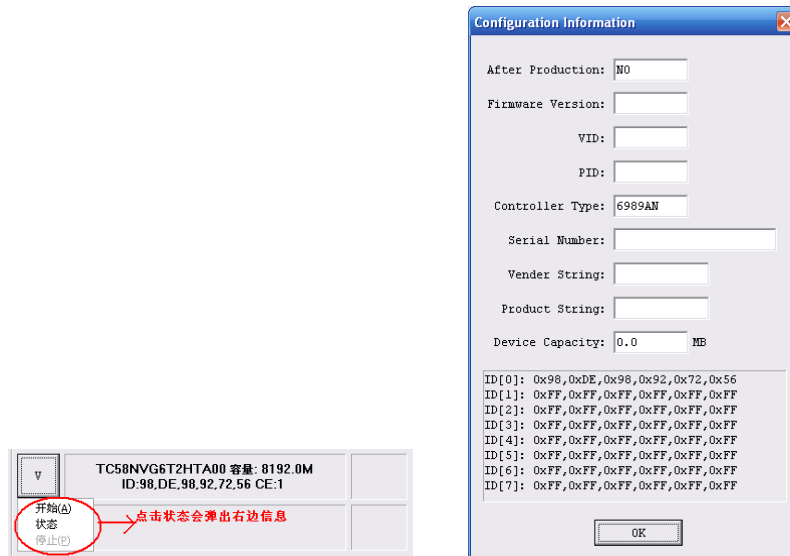 V
TC58NVG6T2HTA00 容量: 8192.0M
ID:98,DE,98,92,72,56 CE:1
开始(A)
状态
停止(P)
点击状态会弹出右边信息
Configuration Information
After Production: NO
Firmware Version:
VID:
PID:
Controller Type: 6989AN
Serial Number:
Vender String:
Product String:
Device Capacity: 0.0 MB
ID[0]: 0x98,0xDE,0x98,0x92,0x72,0x56
ID[1]: 0xFF,0xFF,0xFF,0xFF,0xFF,0xFF
ID[2]: 0xFF,0xFF,0xFF,0xFF,0xFF,0xFF
ID[3]: 0xFF,0xFF,0xFF,0xFF,0xFF,0xFF
ID[4]: 0xFF,0xFF,0xFF,0xFF,0xFF,0xFF
ID[5]: 0xFF,0xFF,0xFF,0xFF,0xFF,0xFF
ID[6]: 0xFF,0xFF,0xFF,0xFF,0xFF,0xFF
ID[7]: 0xFF,0xFF,0xFF,0xFF,0xFF,0xFF
OK